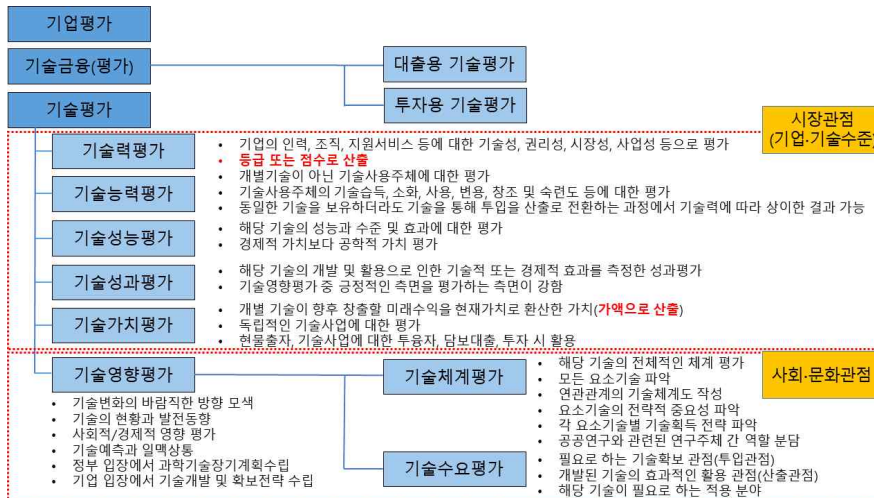 기업평가
기술금융(평가)
대출용 기술평가
투자용 기술평가
기술평가
시장관점
(기업·기술수준)
기술력평가
• 기업의 인력, 조직, 지원서비스 등에 대한 기술성, 권리성, 시장성, 사업성 등으로 평가
• 등급 또는 점수로 산출
기술능력평가
• 개별기술이 아닌 기술사용주체에 대한 평가
• 기술사용주체의 기술습득, 소화, 사용, 변용, 창조 및 숙련도 등에 대한 평가
• 동일한 기술을 보유하더라도 기술을 통해 투입을 산출로 전환하는 과정에서 기술력에 따라 상이한 결과 가능
기술성능평가
• 해당 기술의 성능과 수준 및 효과에 대한 평가
• 경제적 가치보다 공학적 가치 평가
기술성과평가
• 해당 기술의 개발 및 활용으로 인한 기술적 또는 경제적 효과를 측정한 성과평가
• 기술영향평가 중 긍정적인 측면을 평가하는 측면이 강함
기술가치평가
• 개별 기술이 향후 창출할 미래수익을 현재가치로 환산한 가치(가액으로 산출)
• 독립적인 기술사업에 대한 평가
• 현물출자, 기술사업에 대한 투융자, 담보대출, 투자 시 활용
사회·문화관점
기술영향평가
• 기술변화의 바람직한 방향 모색
• 기술의 현황과 발전동향
• 사회적/경제적 영향 평가
• 기술예측과 일맥상통
• 정부 입장에서 과학기술장기계획수립
• 기업 입장에서 기술개발 및 확보전략 수립
기술체계평가
• 해당 기술의 전체적인 체계 평가
• 모든 요소기술 파악
• 연관관계의 기술체계도 작성
• 요소기술의 전략적 중요성 파악
• 각 요소기술별 기술획득 전략 파악
• 공공연구와 관련된 연구주체 간 역할 분담
기술수요평가
• 필요로 하는 기술확보 관점(투입관점)
• 개발된 기술의 효과적인 활용 관점(산출관점)
• 해당 기술이 필요로 하는 적용 분야